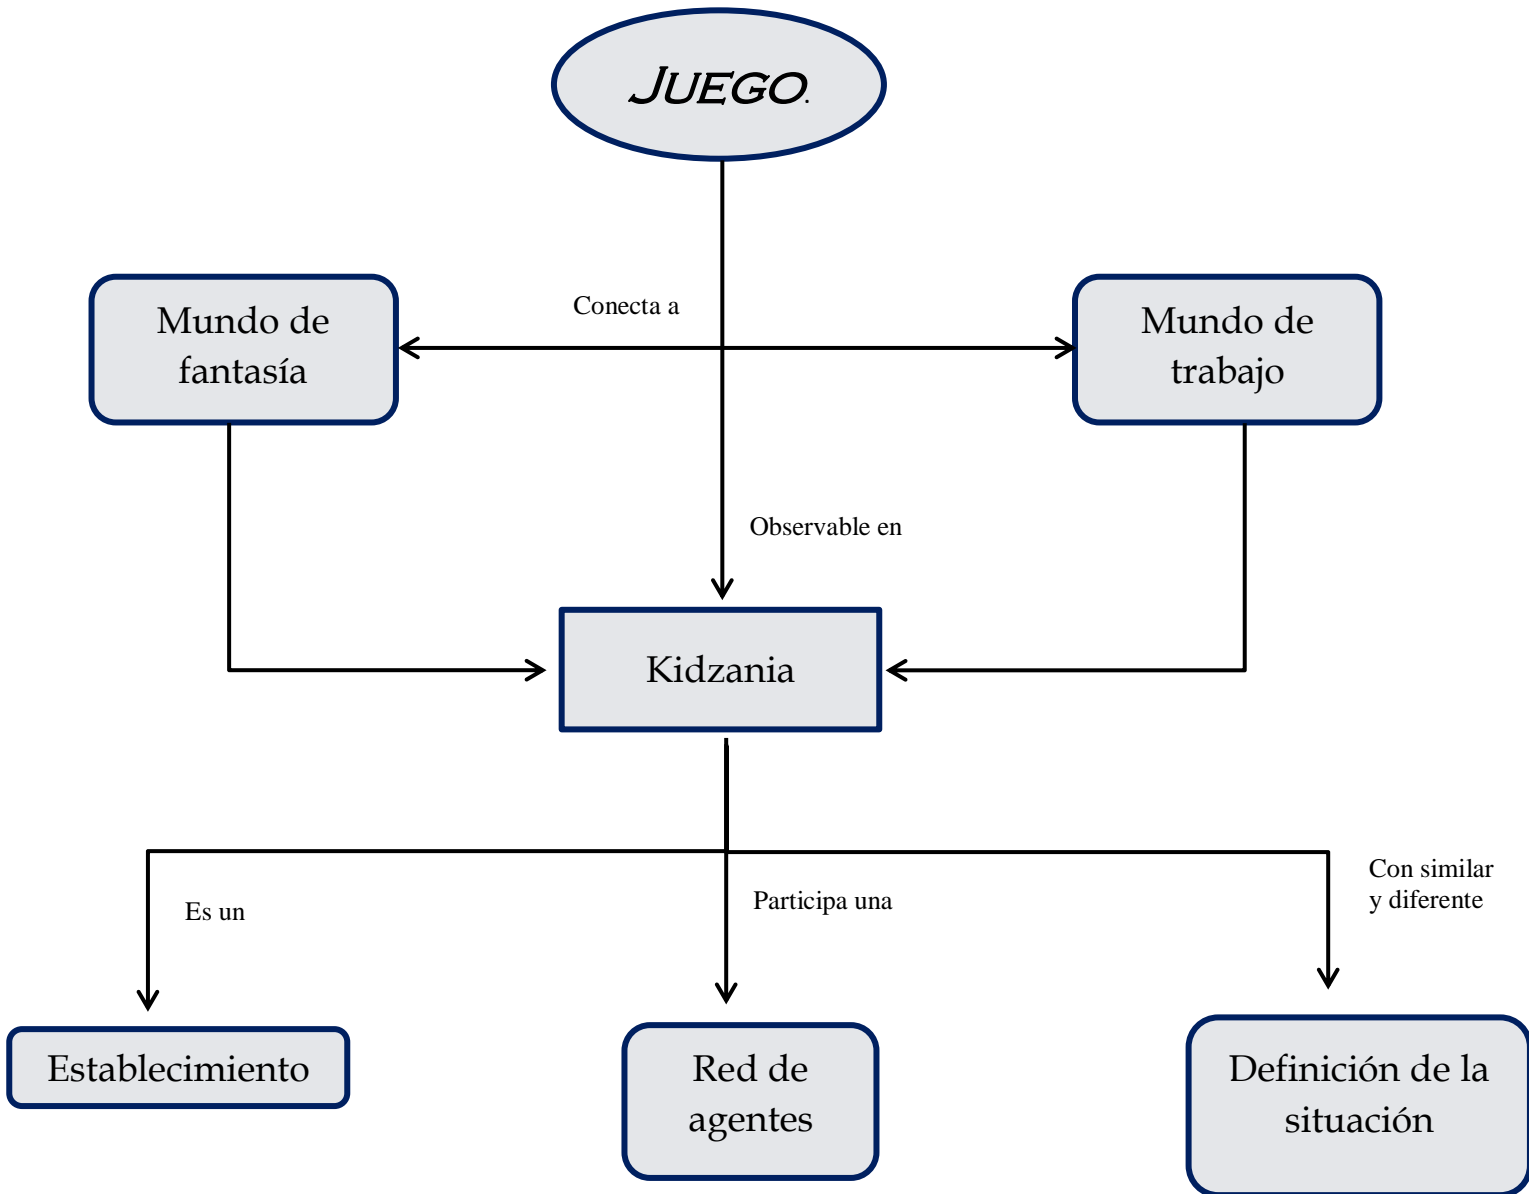 JUEGO.
Mundo de
fantasía
Conecta a
Mundo de
trabajo
Observable en
Kidzania
Es un
Participa una
Con similar
y diferente
Establecimiento
Red de
agentes
Definición de la
situación